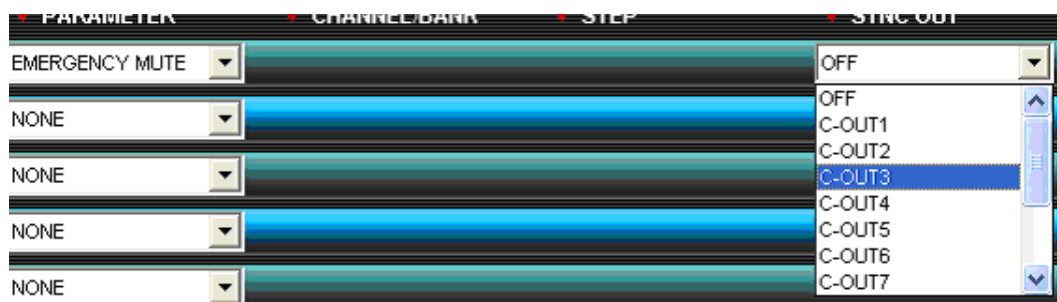 PARAMETER CHANNEL/BANK STEP SYNC OUT
EMERGENCY MUTE OFF
OFF
NONE C-OUT1
C-OUT2
NONE C-OUT3
C-OUT4
NONE C-OUT5
C-OUT6
NONE C-OUT7